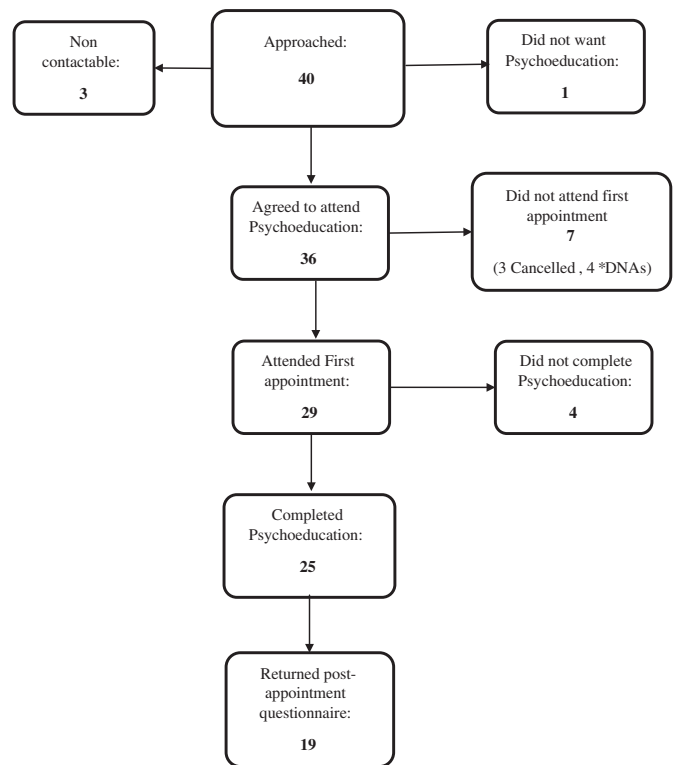 Non
contactable:
3
Approached:
40
Did not want
Psychoeducation:
1
Agreed to attend
Psychoeducation:
36
Did not attend first
appointment
7
(3 Cancelled , 4 *DNAs)
Attended First
appointment:
29
Did not complete
Psychoeducation:
4
Completed
Psychoeducation:
25
Returned post-
appointment
questionnaire:
19